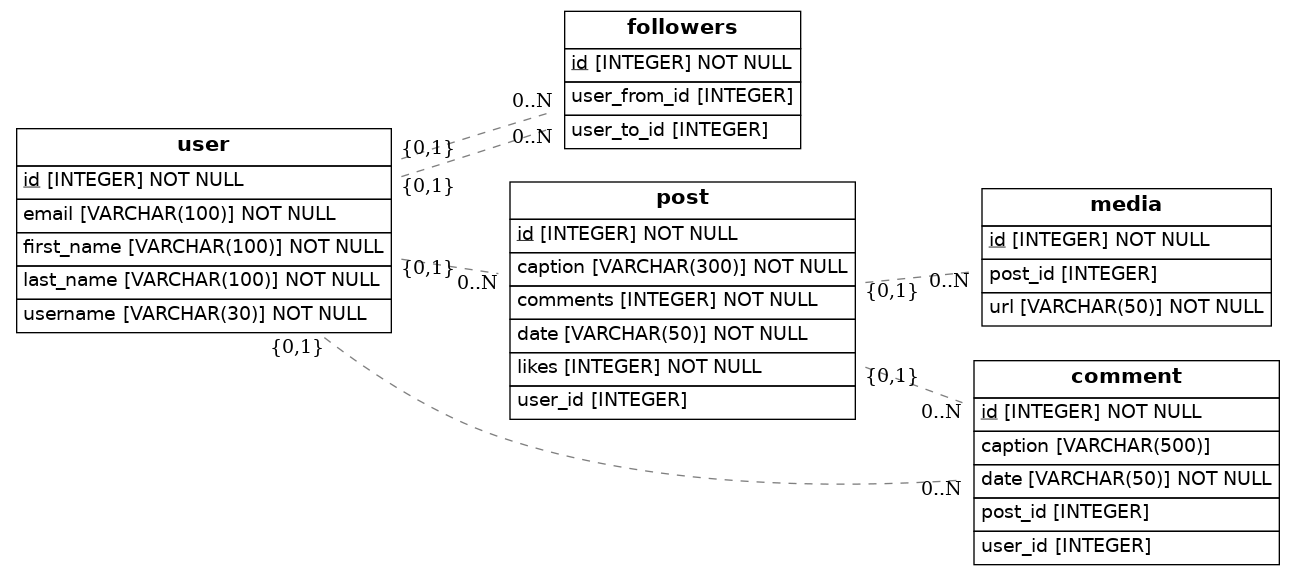 followers
id [INTEGER] NOT NULL
user_from_id [INTEGER]
user_to_id [INTEGER]
0..N
0..N
user
id [INTEGER] NOT NULL
email [VARCHAR(100)] NOT NULL
first_name [VARCHAR(100)] NOT NULL
last_name [VARCHAR(100)] NOT NULL
username [VARCHAR(30)] NOT NULL
{0,1}
{0,1}
{0,1}
0..N
{0,1}
post
id [INTEGER] NOT NULL
caption [VARCHAR(300)] NOT NULL
comments [INTEGER] NOT NULL
date [VARCHAR(50)] NOT NULL
likes [INTEGER] NOT NULL
user_id [INTEGER]
{0,1}
0..N
{0,1}
0..N
0..N
media
id [INTEGER] NOT NULL
post_id [INTEGER]
url [VARCHAR(50)] NOT NULL
comment
id [INTEGER] NOT NULL
caption [VARCHAR(500)]
date [VARCHAR(50)] NOT NULL
post_id [INTEGER]
user_id [INTEGER]